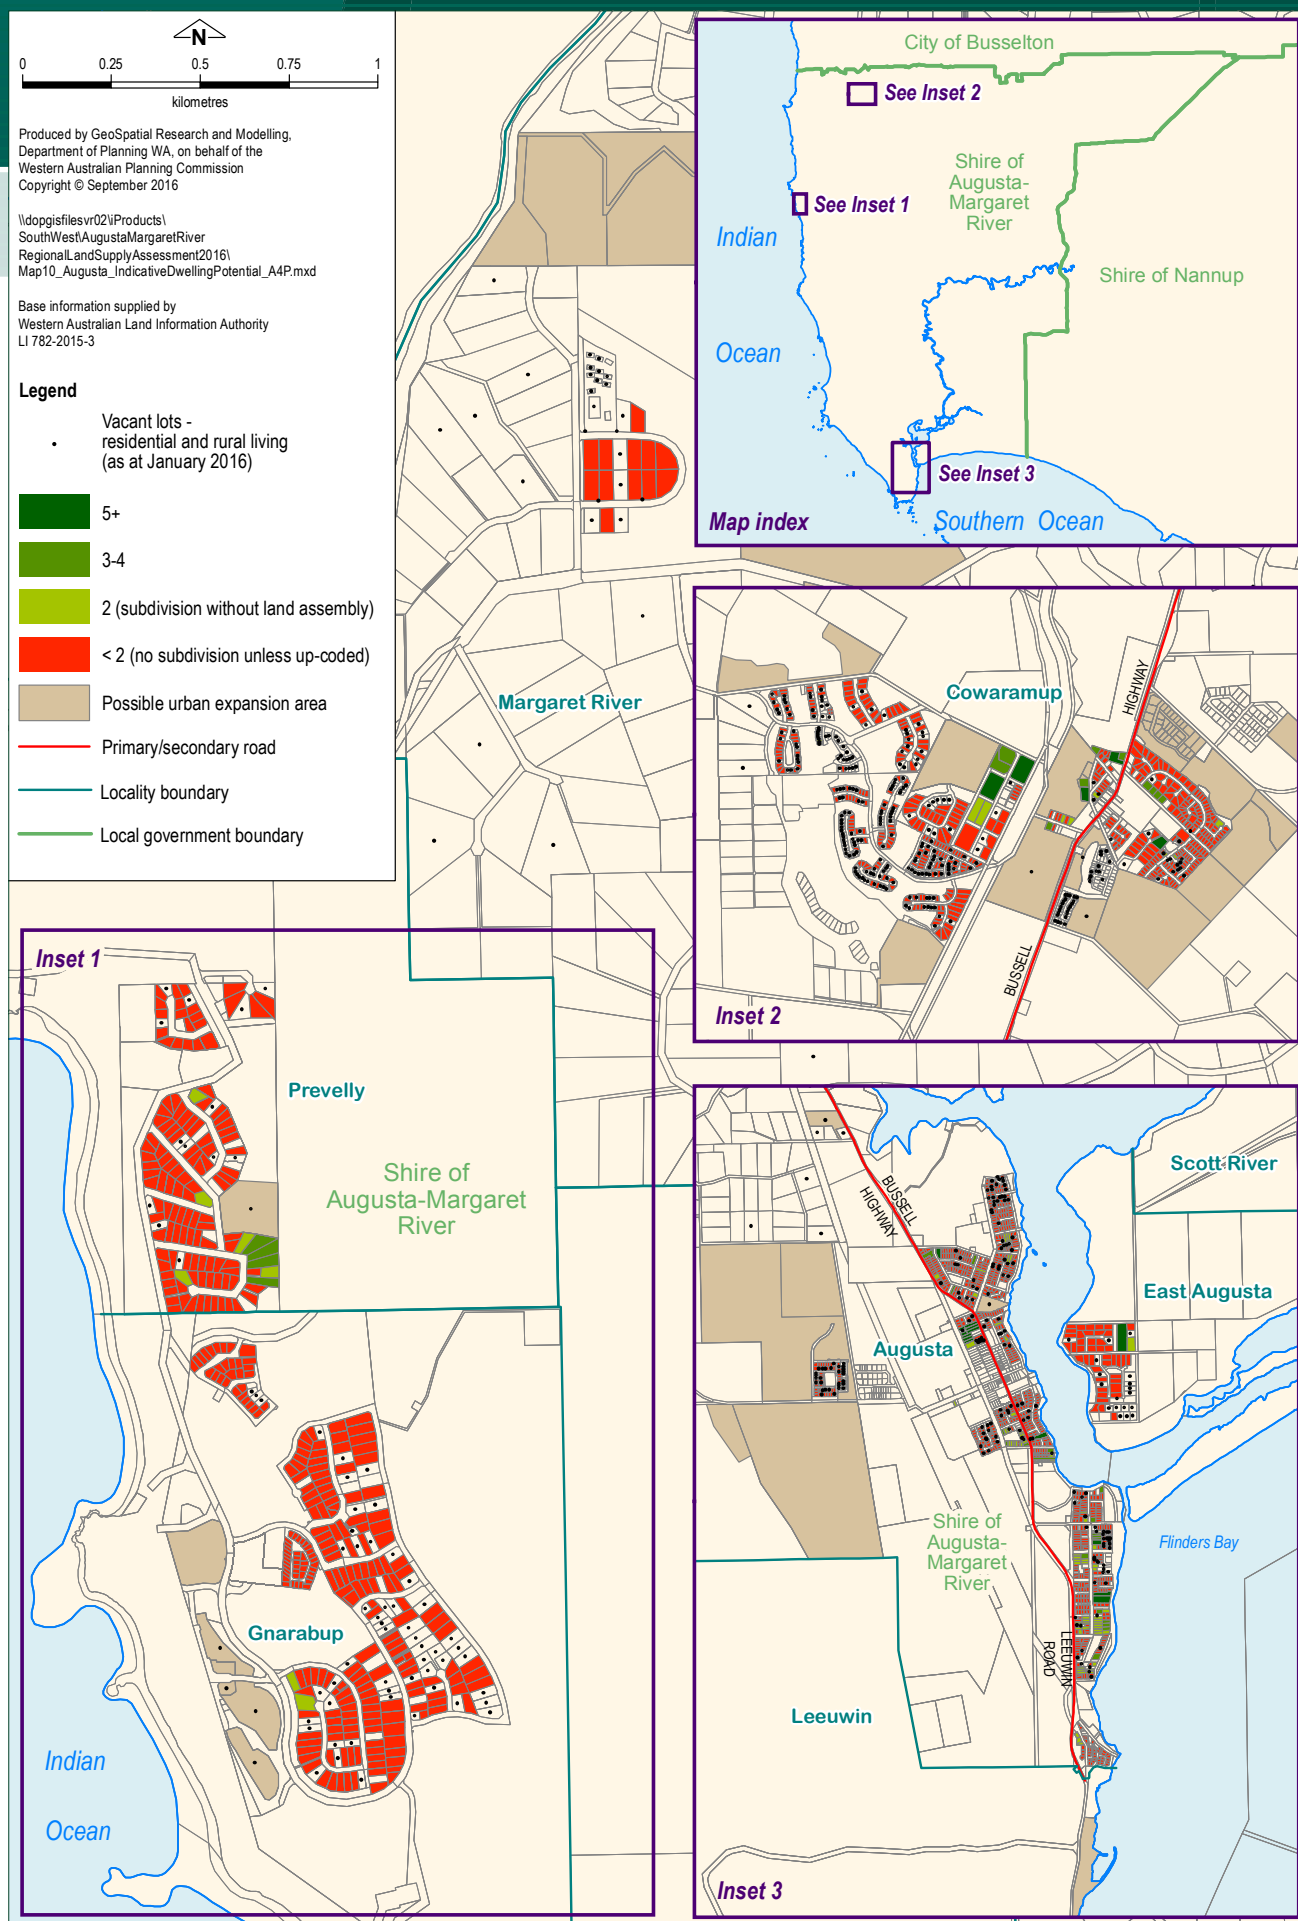 N
0 0.25 0.5 0.75 1
kilometres
Produced by GeoSpatial Research and Modelling,
Department of Planning WA, on behalf of the
Western Australian Planning Commission
Copyright © September 2016
\\dopgisfilesvr02\iProducts\
SouthWest\AugustaMargaretRiver
RegionalLandSupplyAssessment2016\
Map10_Augusta_IndicativeDwellingPotential_A4P.mxd
Base information supplied by
Western Australian Land Information Authority
LI 782-2015-3
Legend
Vacant lots -
residential and rural living
(as at January 2016)
5+
3-4
2 (subdivision without land assembly)
< 2 (no subdivision unless up-coded)
Possible urban expansion area
Primary/secondary road
Locality boundary
Local government boundary
Margaret River
City of Busselton
See Inset 2
Shire of
Augusta-
Margaret
River
See Inset 1
Indian
Ocean
Shire of Nannup
See Inset 3
Southern Ocean
Map index
Cowaramup
HIGHWAY
BUSSELL
Inset 2
Inset 1
Prevelly
Shire of
Augusta-Margaret
River
Gnarabup
Indian
Ocean
Scott River
BUSSELL
HIGHWAY
East Augusta
Augusta
Shire of
Augusta-
Margaret
River
Flinders Bay
LEEUWIN
ROAD
Leeuwin
Inset 3